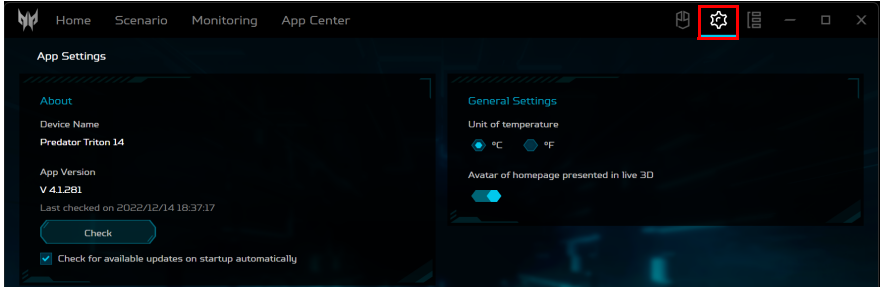 Home Scenario Monitoring App Center
App Settings
About
Device Name
Predator Triton 14
App Version
V 4.1.281
Last checked on 2022/12/14 18:37:17
Check
Check for available updates on startup automatically
General Settings
Unit of temperature
°C °F
Avatar of homepage presented in live 3D